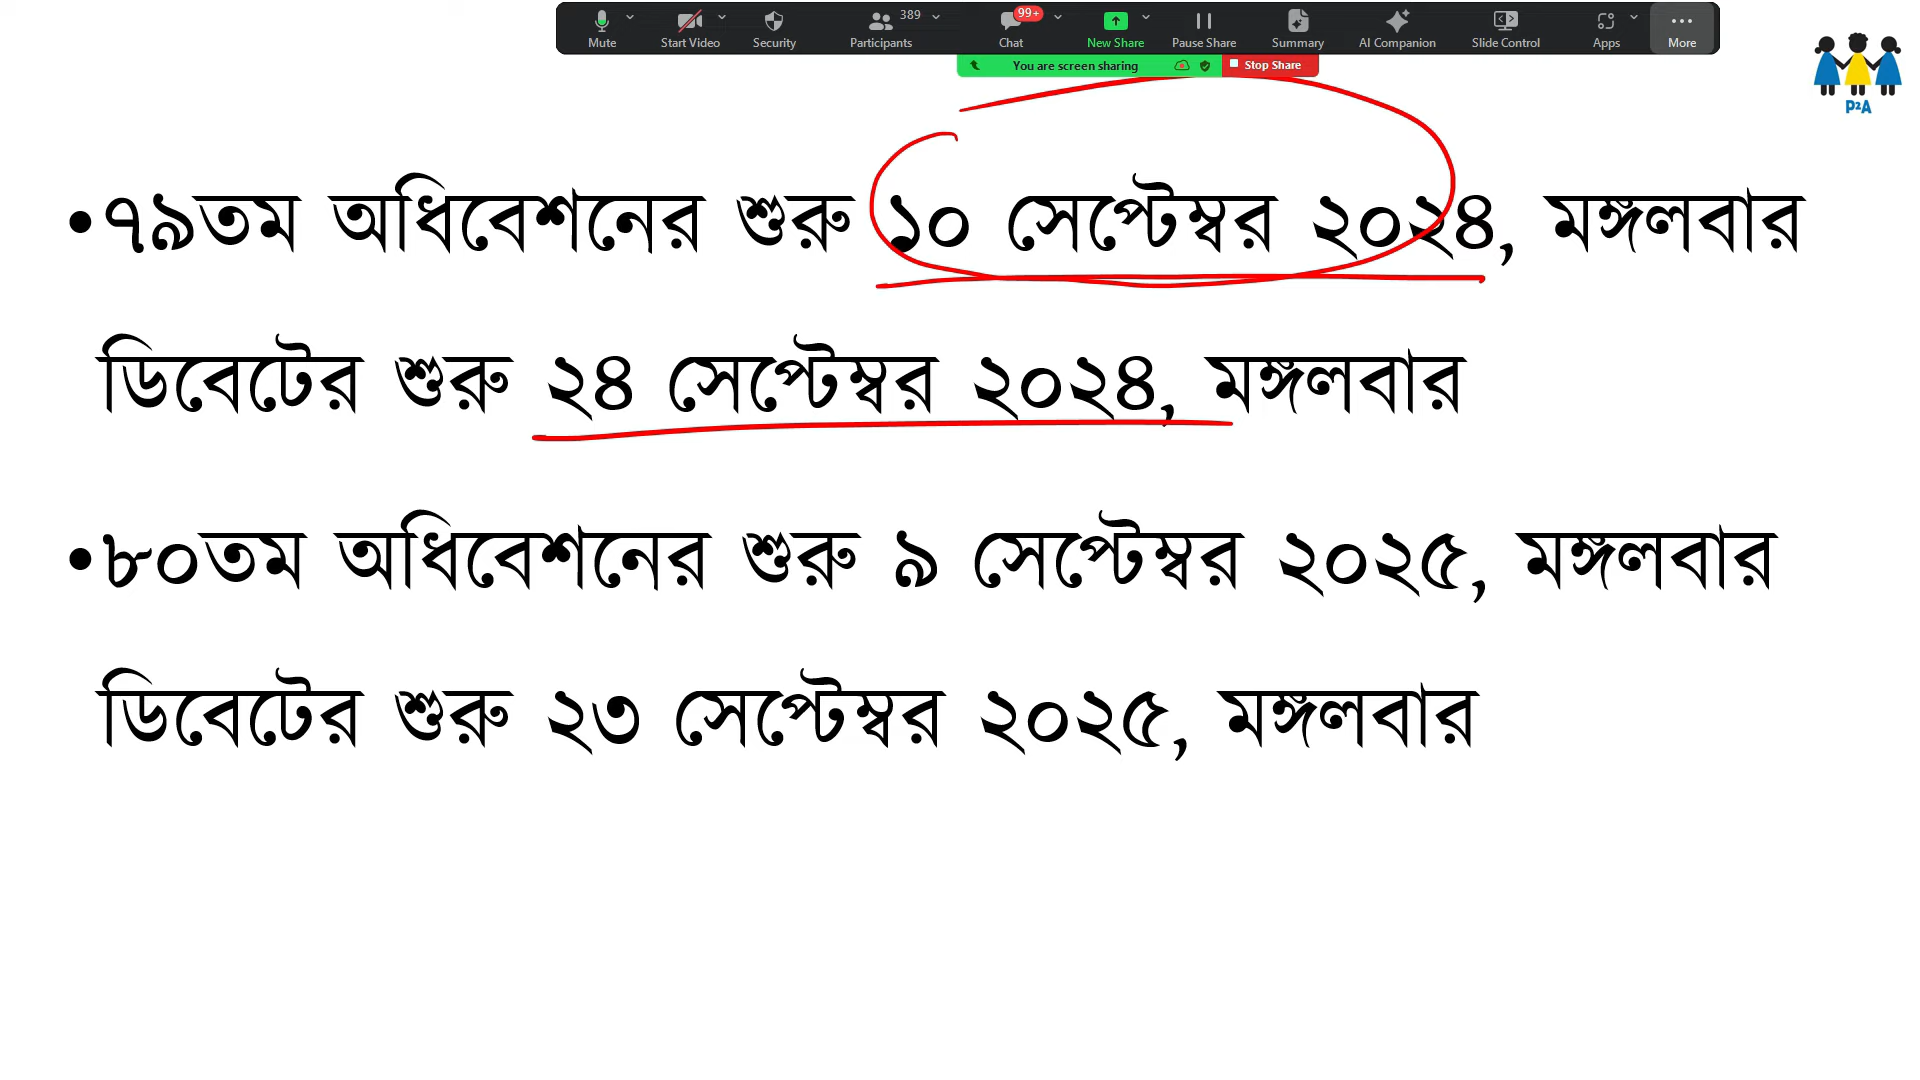 389
99+
Mute
Start Video
Security
Participants
Chat
New Share
Pause Share
Summary
AI Companion
Slide Control
Apps
More
You are screen sharing
Stop Share
P²A
•৭৯তম অধিবেশনের শুরু ১০ সেপ্টেম্বর ২০২৪, মঙ্গলবার
ডিবেটের শুরু ২৪ সেপ্টেম্বর ২০২৪, মঙ্গলবার
•৮০তম অধিবেশনের শুরু ৯ সেপ্টেম্বর ২০২৫, মঙ্গলবার
ডিবেটের শুরু ২৩ সেপ্টেম্বর ২০২৫, মঙ্গলবার